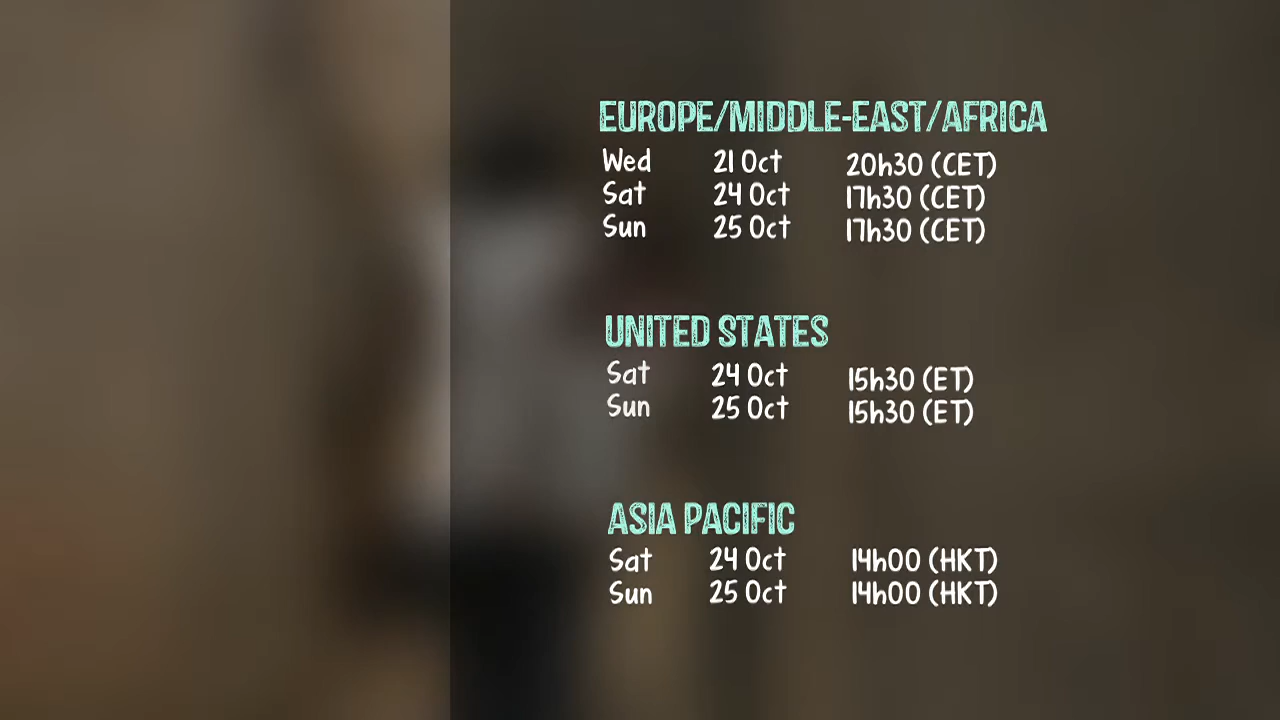 EUROPE/MIDDLE-EAST/AFRICA
Wed 21 Oct 20h30 (CET)
Sat 24 Oct 17h30 (CET)
Sun 25 Oct 17h30 (CET)
UNITED STATES
Sat 24 Oct 15h30 (ET)
Sun 25 Oct 15h30 (ET)
ASIA PACIFIC
Sat 24 Oct 14h00 (HKT)
Sun 25 Oct 14h00 (HKT)